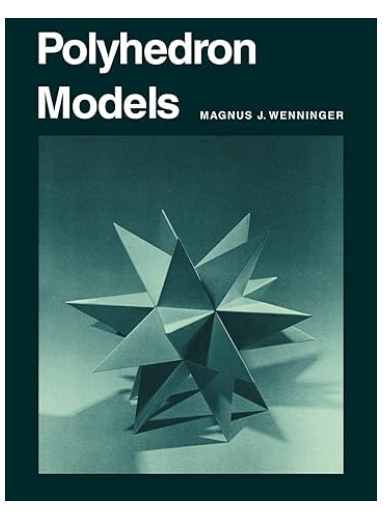 Polyhedron
Models
MAGNUS J. WENNINGER